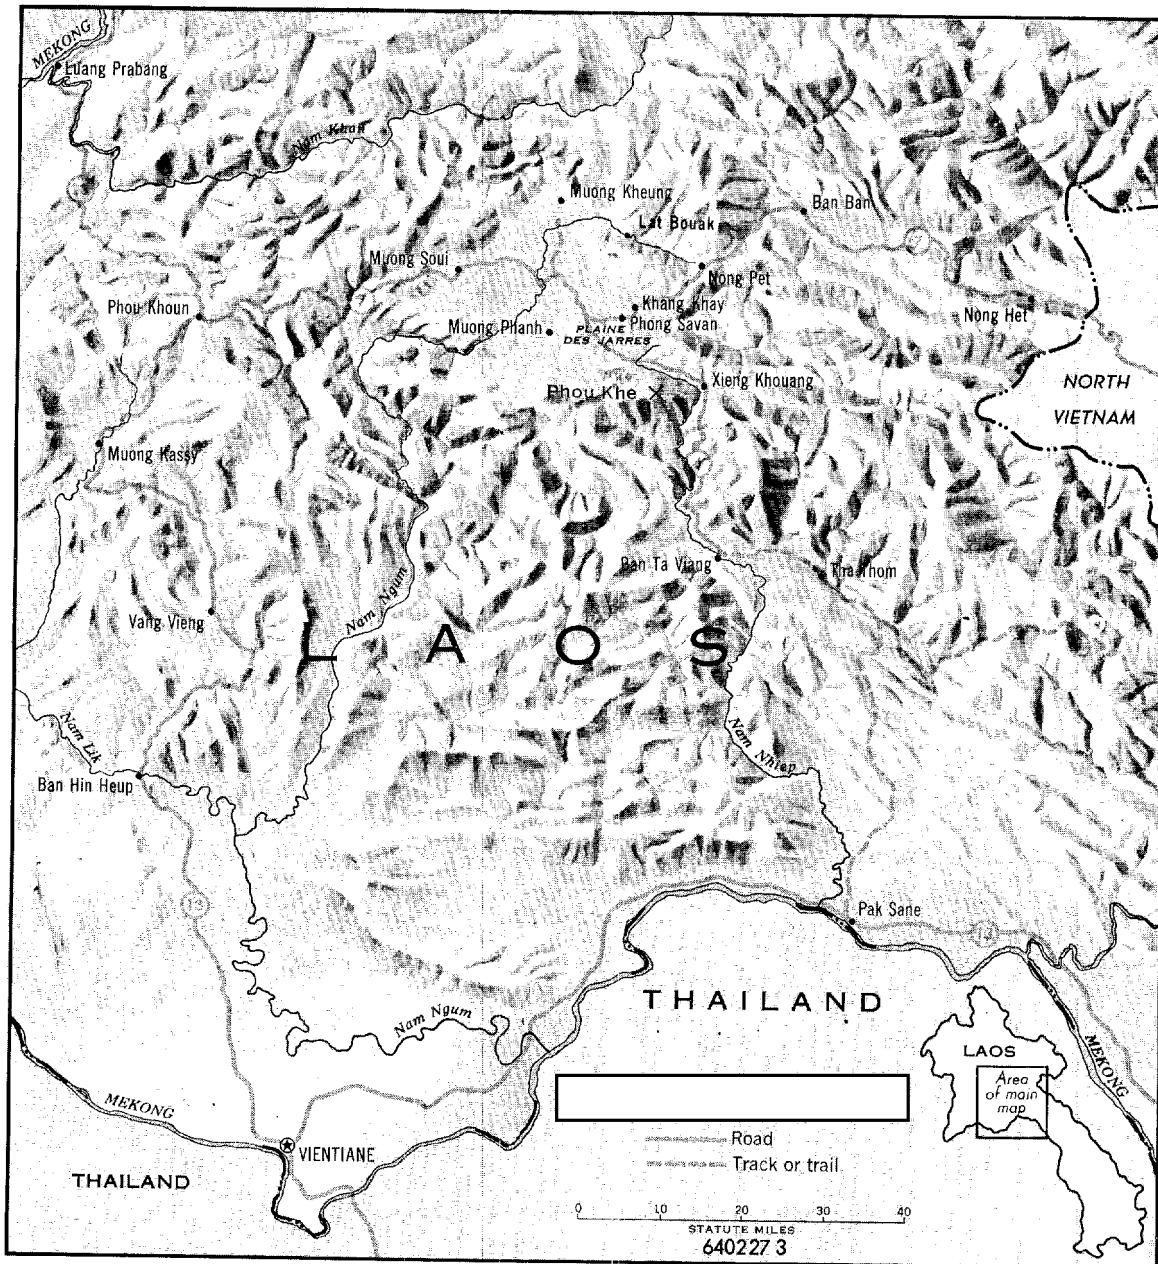 MEKONG
Luang Prabang
Nam Khan
Muong Kheung
Ban Ban
Lat Bouak
7
Muong Soui
Nong Pet
Phou Khoun
Khang Khay
Nong Het
Muong Phanh
PLAINE
DES JARRES
Phong Savan
Xieng Khouang
Phou Khe
NORTH
VIETNAM
Muong Kassy
Ban Ta Viang
Tha Thom
Nam Ngum
Vang Vieng
LAOS
Nam Lik
Nam Nhiep
Ban Hin Heup
13
Pak Sane
13
THAILAND
Nam Ngum
LAOS
Area
of main
map
MEKONG
MEKONG
Road
VIENTIANE
Track or trail
THAILAND
0 10 20 30 40
STATUTE MILES
640227 3